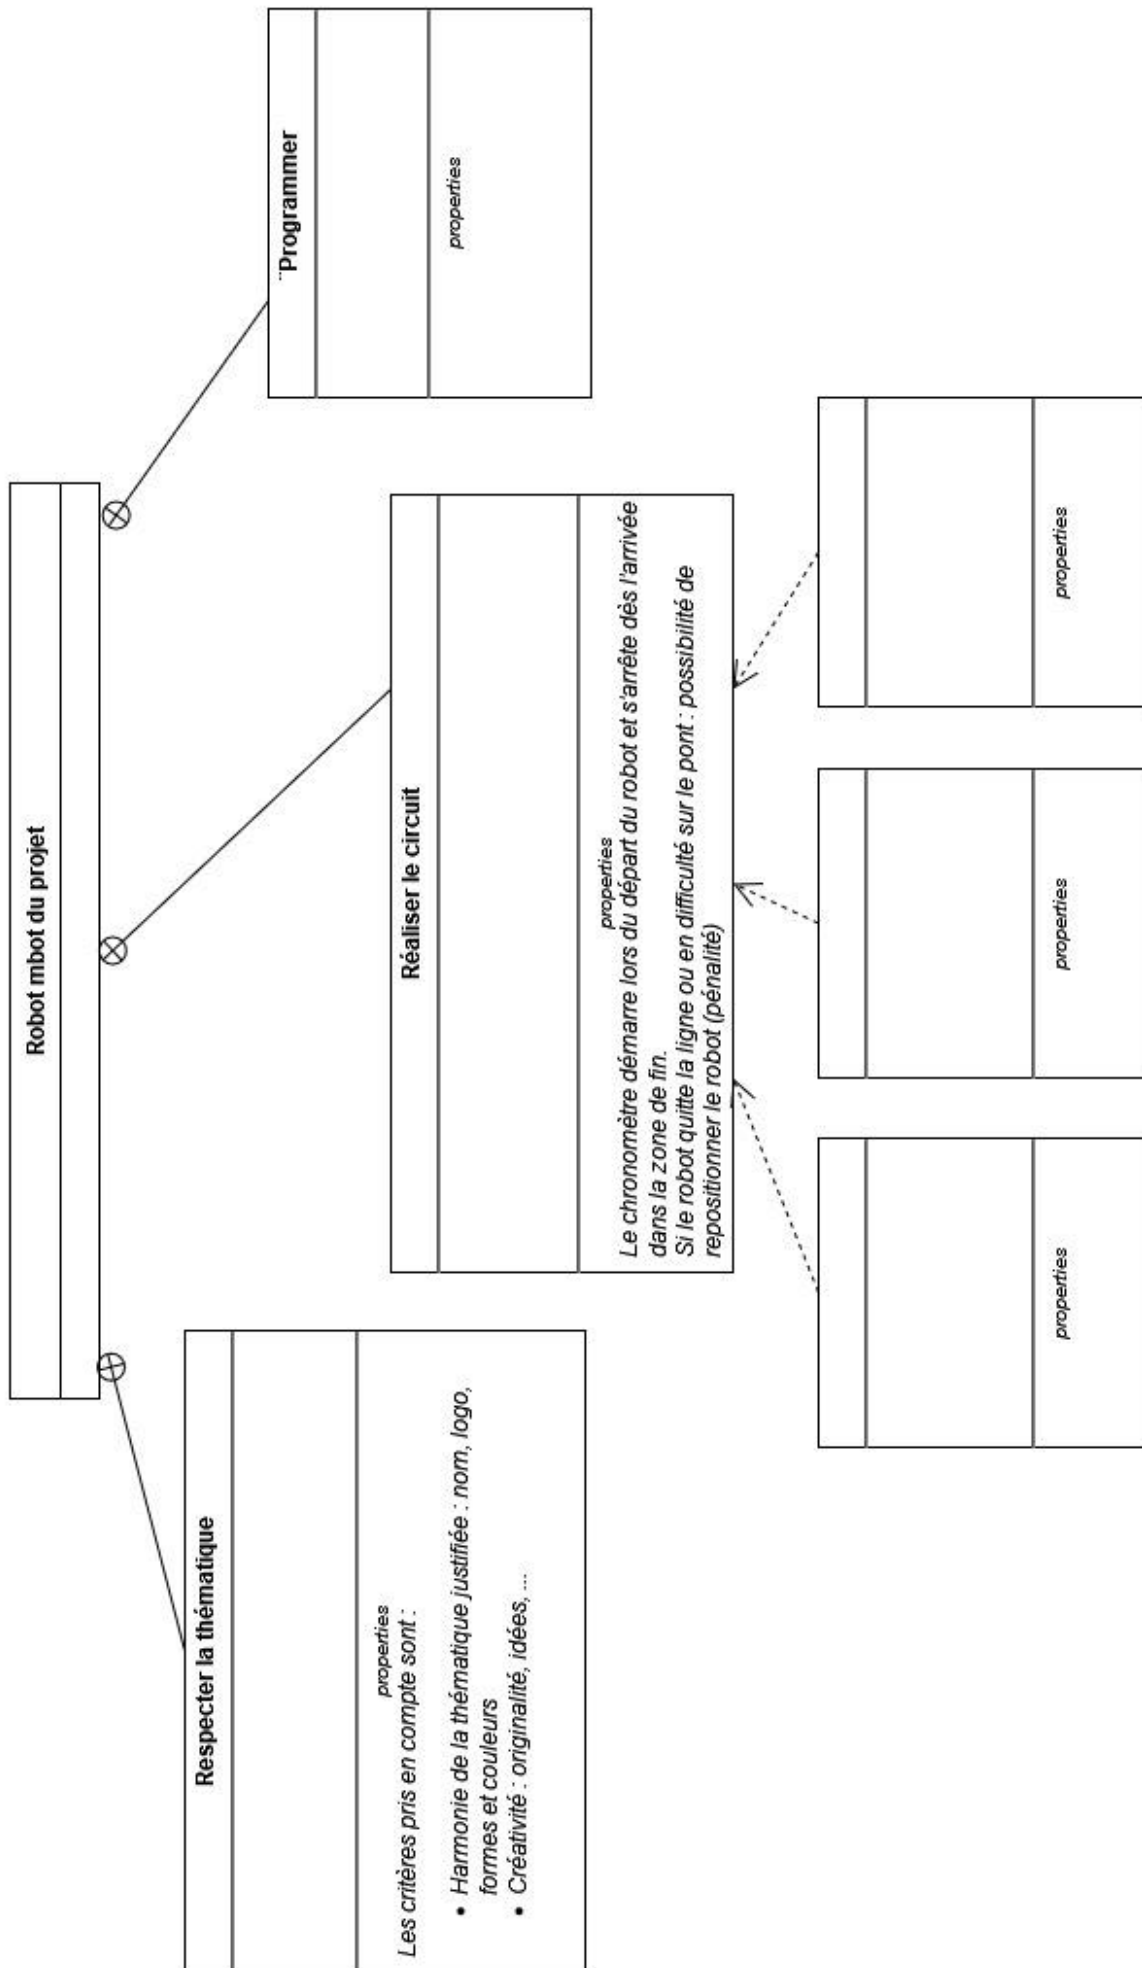 Robot mbot du projet
Respecter la thématique
properties
Les critères pris en compte sont :
• Harmonie de la thématique justifiée : nom, logo,
formes et couleurs
• Créativité : originalité, idées, ...
Réaliser le circuit
properties
Le chronomètre démarre lors du départ du robot et s'arrête dès l'arrivée
dans la zone de fin.
Si le robot quitte la ligne ou en difficulté sur le pont : possibilité de
repositionner le robot (pénalité)
¨Programmer
properties
properties
properties
properties